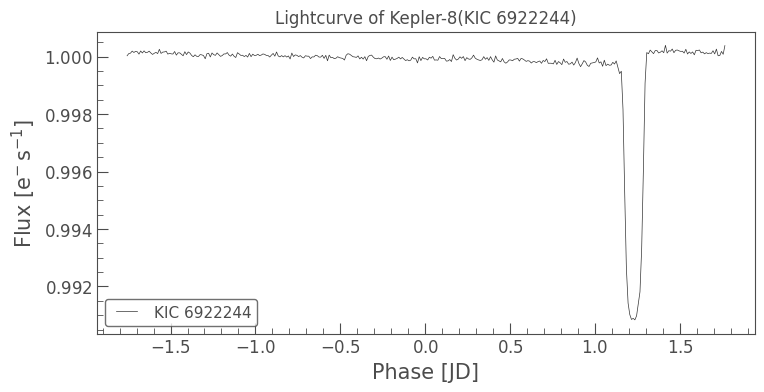 Lightcurve of Kepler-8(KIC 6922244)
Flux [e⁻ s⁻¹]
1.000
0.998
0.996
0.994
0.992
KIC 6922244
−1.5 −1.0 −0.5 0.0 0.5 1.0 1.5
Phase [JD]